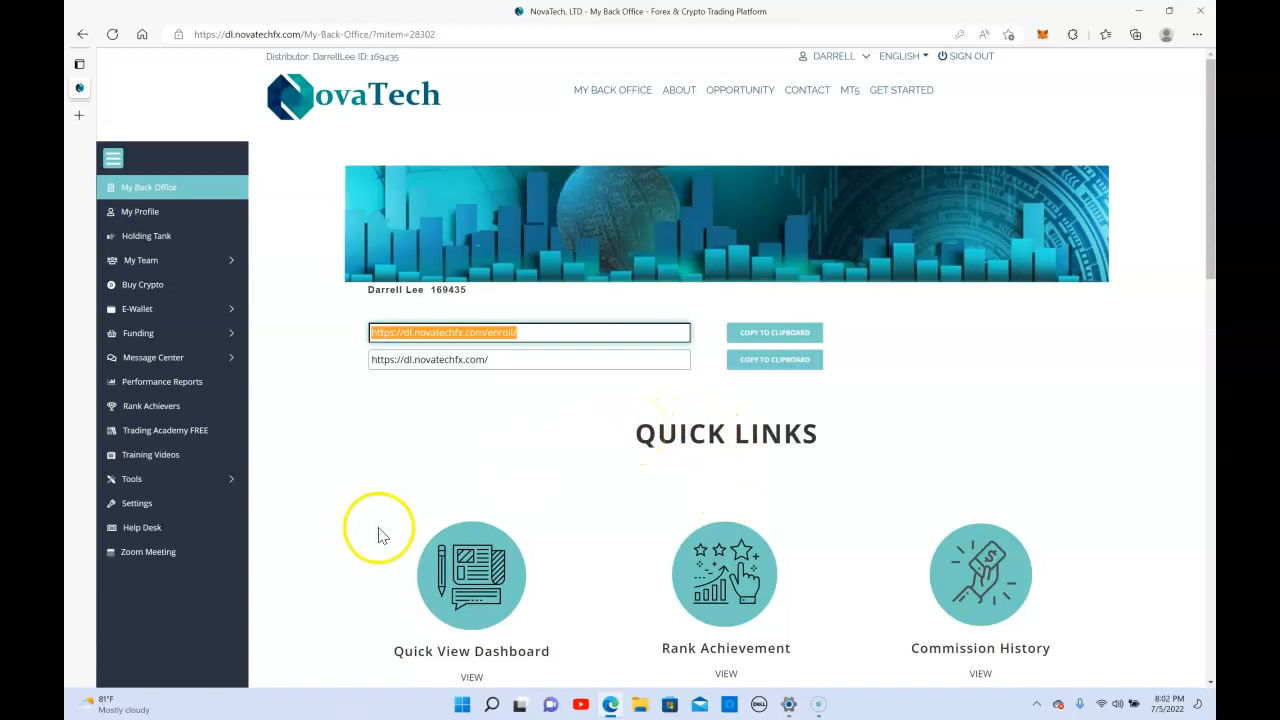 NovaTech, LTD - My Back Office - Forex & Crypto Trading Platform
https://dl.novatechfx.com/My-Back-Office/?mitem=28302
Distributor: DarrellLee ID: 169435
DARRELL
ENGLISH
SIGN OUT
ovaTech
MY BACK OFFICE
ABOUT
OPPORTUNITY
CONTACT
MT5
GET STARTED
My Back Office
My Profile
Holding Tank
My Team
Buy Crypto
E-Wallet
Funding
Message Center
Performance Reports
Rank Achievers
Trading Academy FREE
Training Videos
Tools
Settings
Help Desk
Zoom Meeting
Darrell Lee 169435
https://dl.novatechfx.com/enroll/
COPY TO CLIPBOARD
https://dl.novatechfx.com/
COPY TO CLIPBOARD
QUICK LINKS
Quick View Dashboard
VIEW
Rank Achievement
VIEW
Commission History
VIEW
81°F
Mostly cloudy
DELL
8:02 PM
7/5/2022